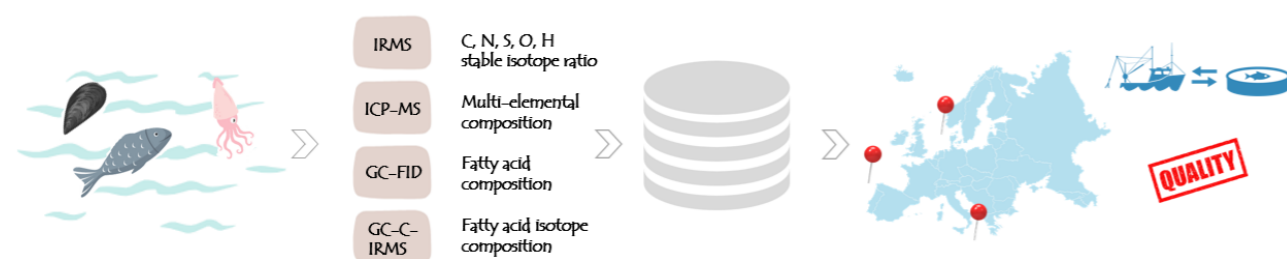 IRMS
C, N, S, O, H
stable isotope ratio
ICP-MS
Multi-elemental
composition
GC-FID
Fatty acid
composition
GC-C-
IRMS
Fatty acid isotope
composition
QUALITY